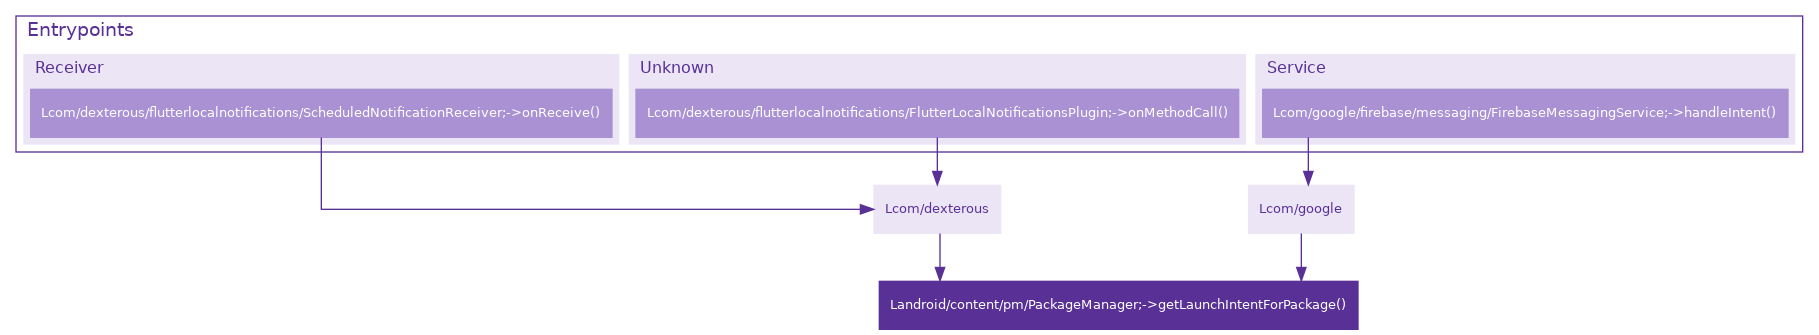 Entrypoints
Receiver
Lcom/dexterous/flutterlocalnotifications/ScheduledNotificationReceiver;->onReceive()
Unknown
Lcom/dexterous/flutterlocalnotifications/FlutterLocalNotificationsPlugin;->onMethodCall()
Service
Lcom/google/firebase/messaging/FirebaseMessagingService;->handleIntent()
Lcom/dexterous
Lcom/google
Landroid/content/pm/PackageManager;->getLaunchIntentForPackage()